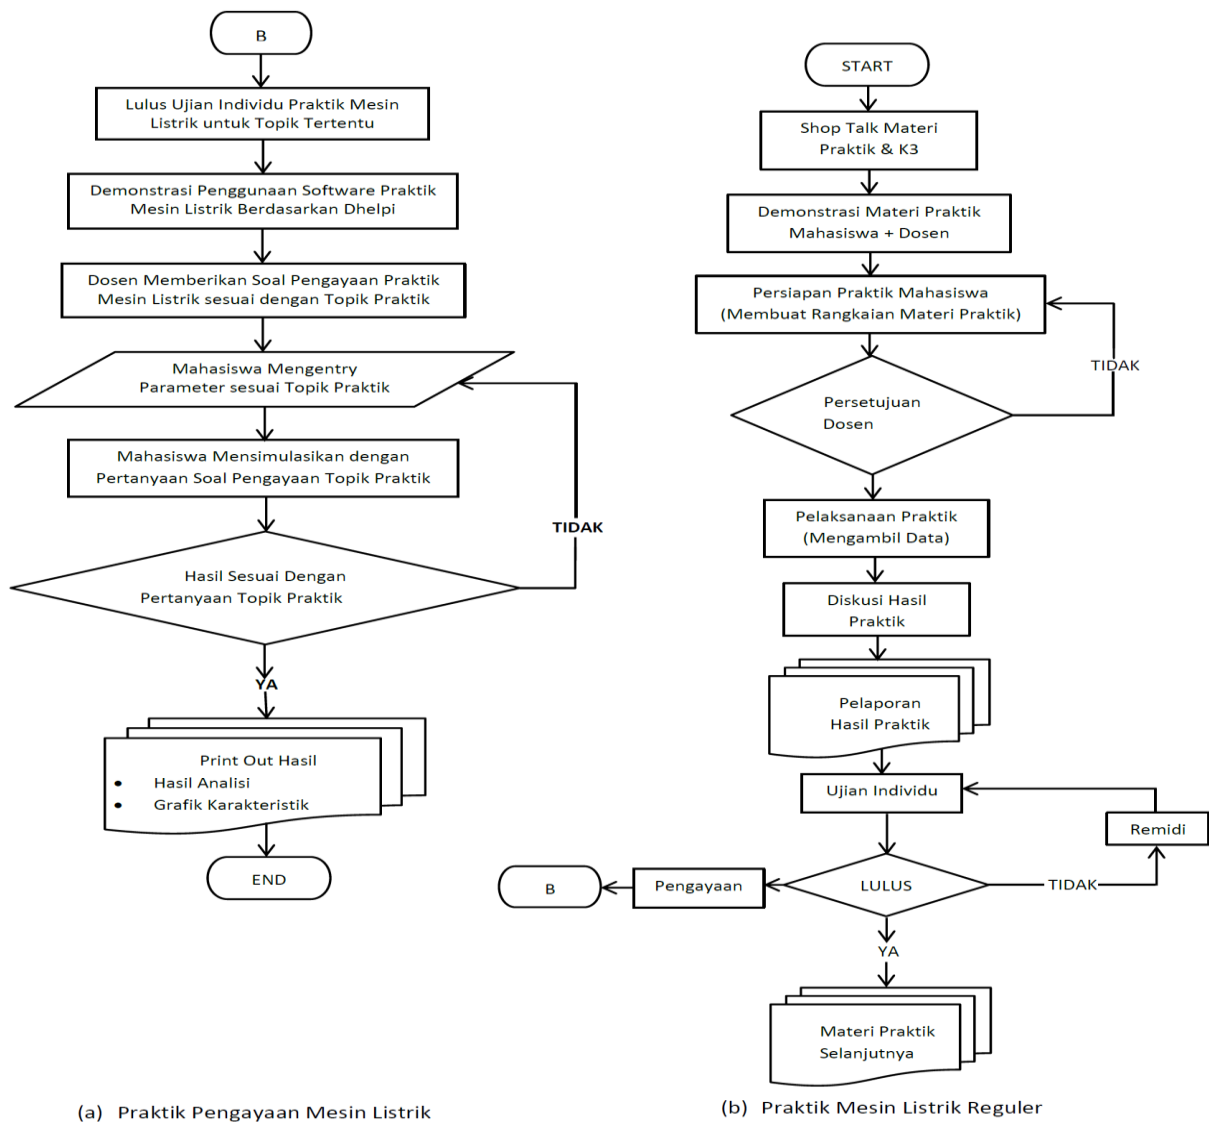 B
Lulus Ujian Individu Praktik Mesin
Listrik untuk Topik Tertentu
Demonstrasi Penggunaan Software Praktik
Mesin Listrik Berdasarkan Dhelpi
Dosen Memberikan Soal Pengayaan Praktik
Mesin Listrik sesuai dengan Topik Praktik
Mahasiswa Mengentry
Parameter sesuai Topik Praktik
Mahasiswa Mensimulasikan dengan
Pertanyaan Soal Pengayaan Topik Praktik
TIDAK
Hasil Sesuai Dengan
Pertanyaan Topik Praktik
YA
Print Out Hasil
• Hasil Analisi
• Grafik Karakteristik
END
(a) Praktik Pengayaan Mesin Listrik
START
Shop Talk Materi
Praktik & K3
Demonstrasi Materi Praktik
Mahasiswa + Dosen
Persiapan Praktik Mahasiswa
(Membuat Rangkaian Materi Praktik)
TIDAK
Persetujuan
Dosen
Pelaksanaan Praktik
(Mengambil Data)
Diskusi Hasil
Praktik
Pelaporan
Hasil Praktik
Ujian Individu
Remidi
B
Pengayaan
LULUS
TIDAK
YA
Materi Praktik
Selanjutnya
(b) Praktik Mesin Listrik Reguler